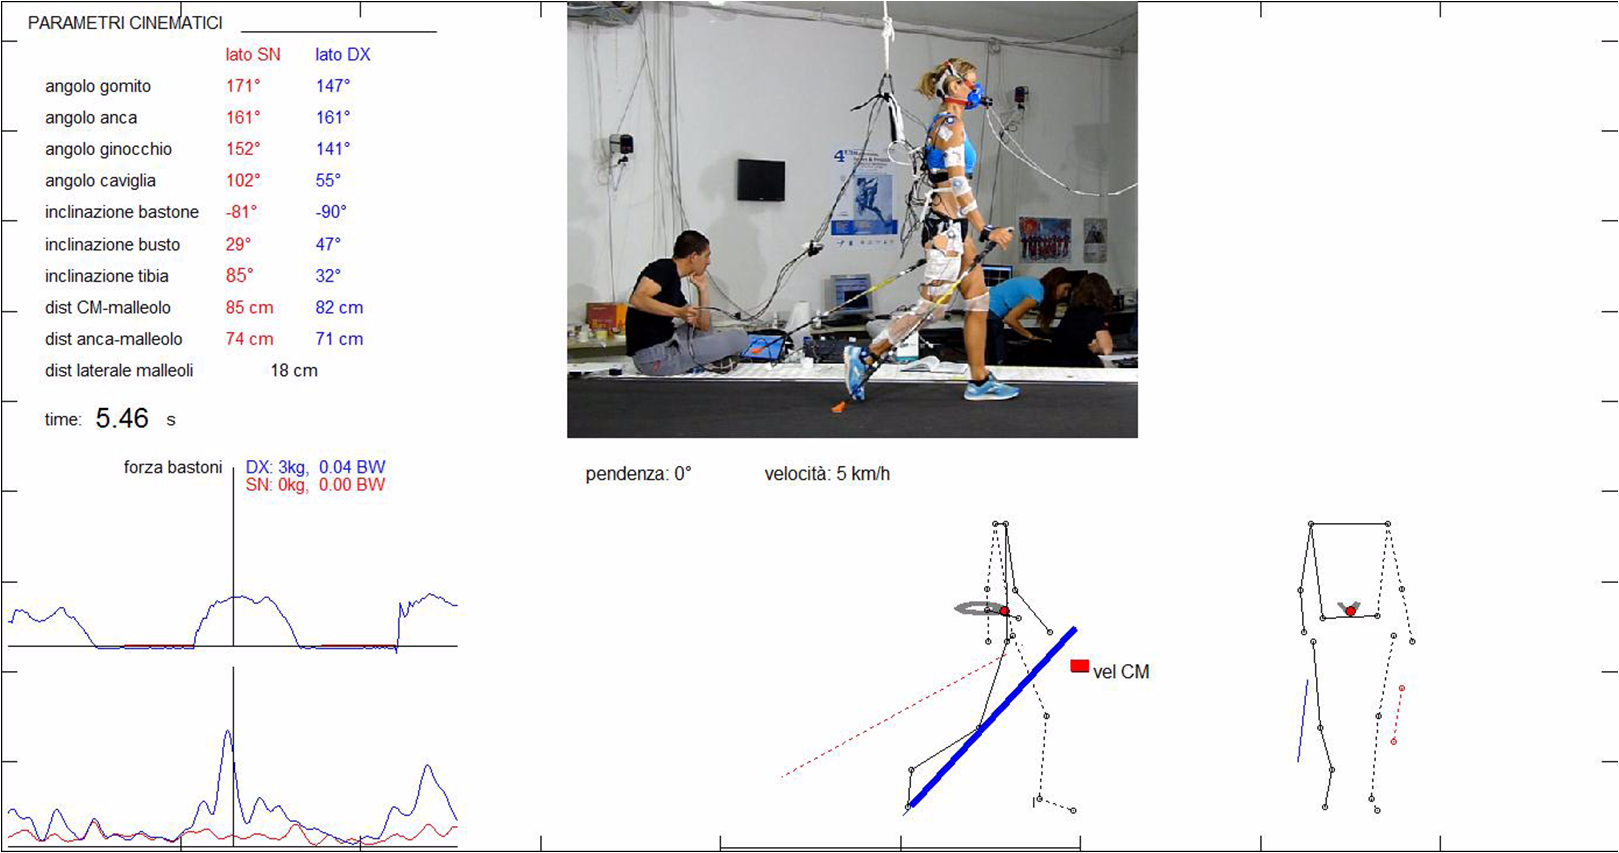 PARAMETRI CINEMATICI
lato SN lato DX
angolo gomito 171° 147°
angolo anca 161° 161°
angolo ginocchio 152° 141°
angolo caviglia 102° 55°
inclinazione bastone -81° -90°
inclinazione busto 29° 47°
inclinazione tibia 85° 32°
dist CM-malleolo 85 cm 82 cm
dist anca-malleolo 74 cm 71 cm
dist laterale malleoli 18 cm
time: 5.46 s
forza bastoni DX: 3kg, 0.04 BW
SN: 0kg, 0.00 BW
pendenza: 0° velocità: 5 km/h
vel CM